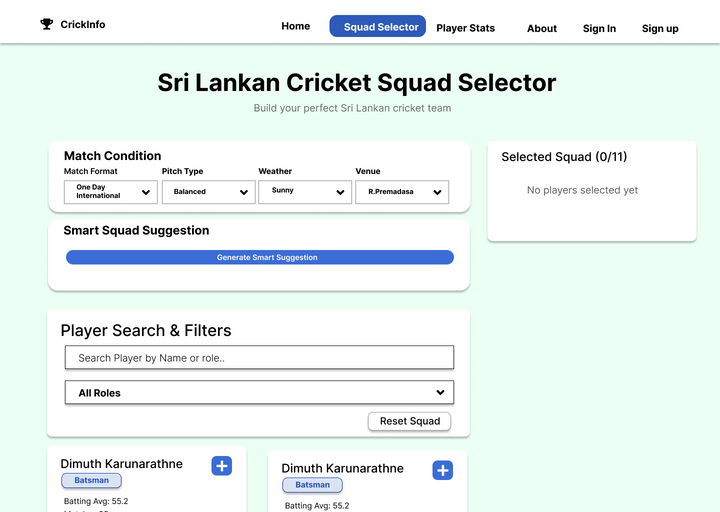 CrickInfo
Home
Squad Selector
Player Stats
About
Sign In
Sign up
Sri Lankan Cricket Squad Selector
Build your perfect Sri Lankan cricket team
Match Condition
Match Format
Pitch Type
Weather
Venue
One Day
International
Balanced
Sunny
R.Premadasa
Smart Squad Suggestion
Generate Smart Suggestion
Selected Squad (0/11)
No players selected yet
Player Search & Filters
Search Player by Name or role..
All Roles
Reset Squad
Dimuth Karunarathne
Batsman
Batting Avg: 55.2
Dimuth Karunarathne
Batsman
Batting Avg: 55.2